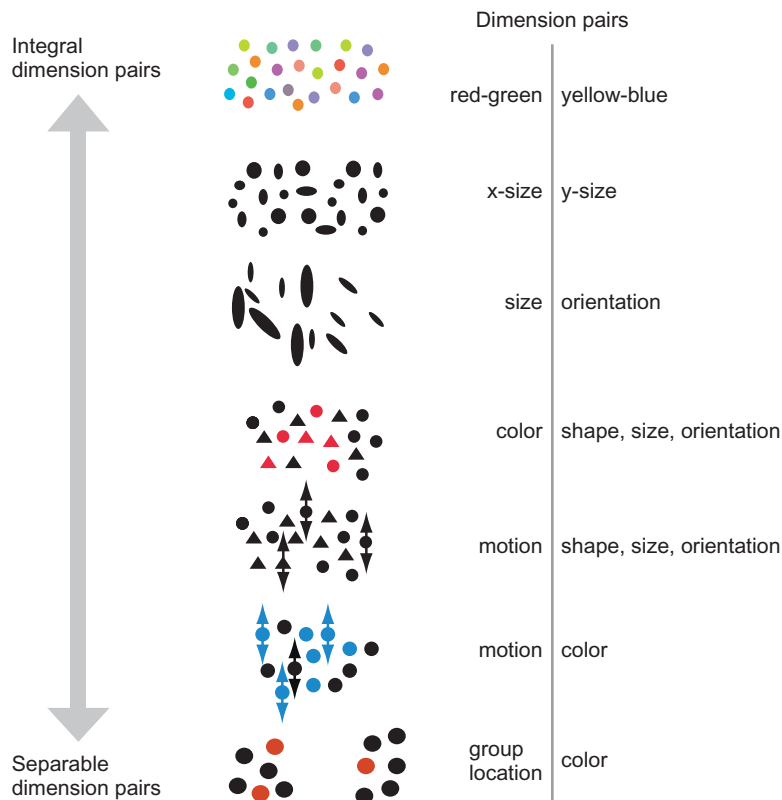 Dimension pairs
Integral
dimension pairs
red-green yellow-blue
x-size y-size
size orientation
color shape, size, orientation
motion shape, size, orientation
motion color
group
location color
Separable
dimension pairs